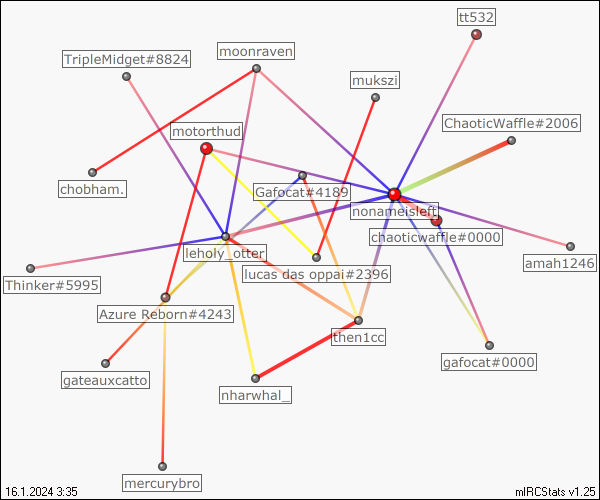 tt532
moonraven
TripleMidget#8824
mukszi
ChaoticWaffle#2006
motorthud
chobham.
Gafocat#4189
nonameisleft
chaoticwaffle#0000
leholy_otter
amah1246
lucas das oppai#2396
Thinker#5995
Azure Reborn#4243
then1cc
gafocat#0000
gateauxcatto
nharwhal_
mercurybro
16.1.2024 3:35
mIRCStats v1.25